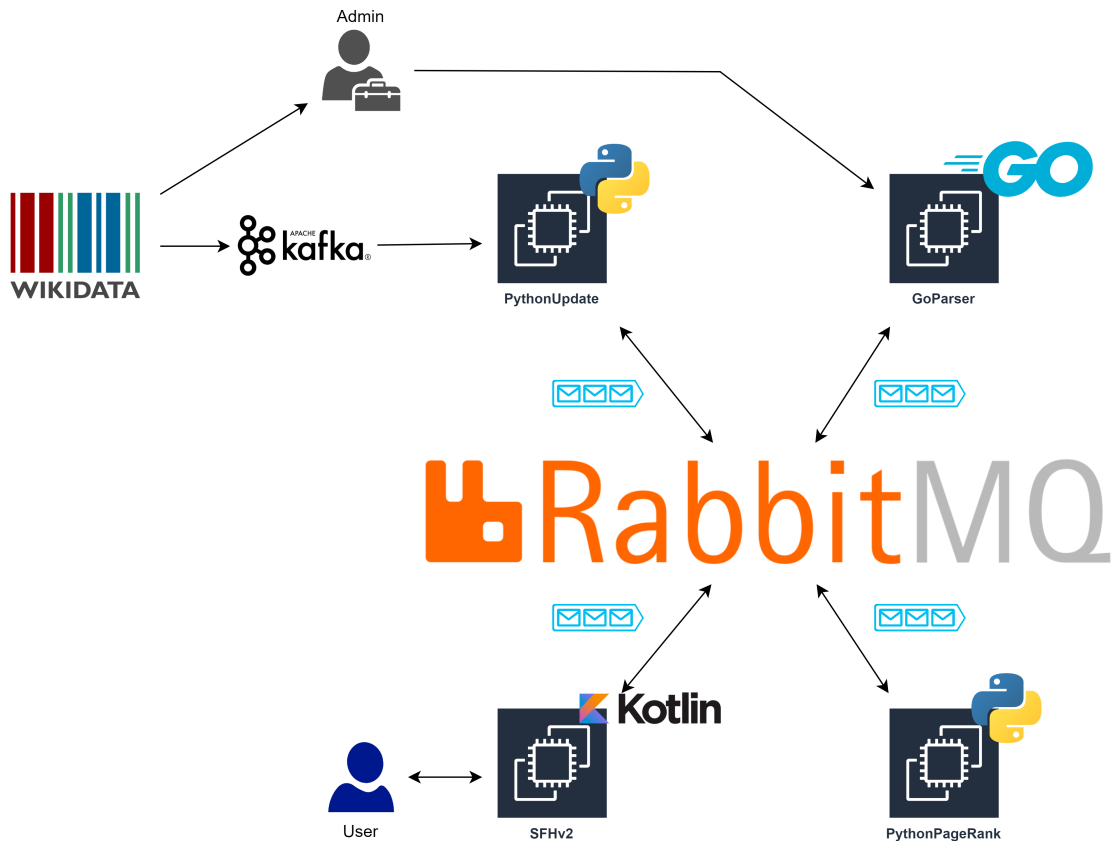 Admin
GO
WIKIDATA
APACHE
kafka®
PythonUpdate
GoParser
RabbitMQ
Kotlin
User
SFHv2
PythonPageRank